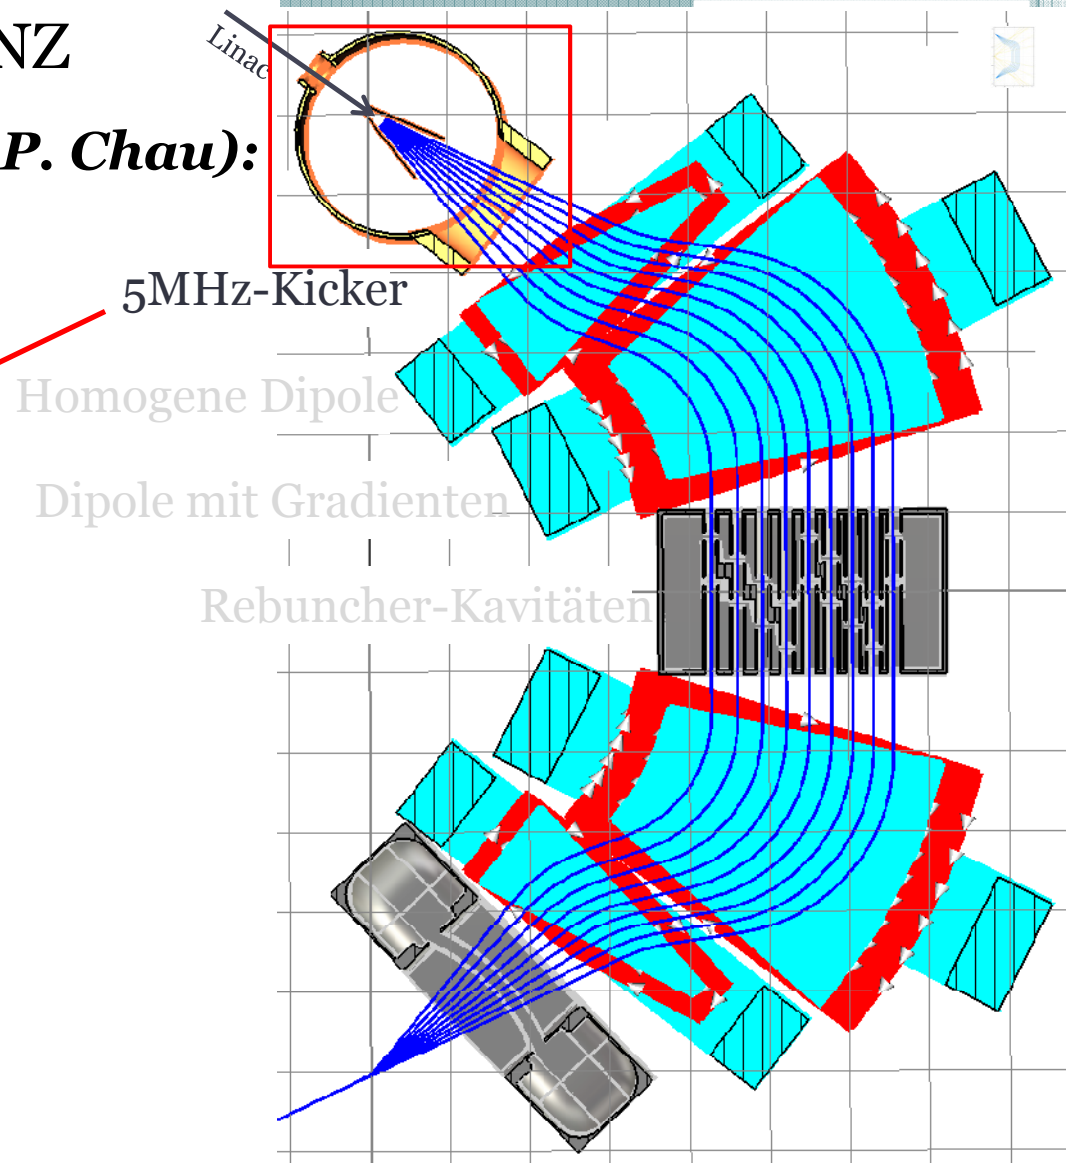 NZ
Linac
P. Chau):
5MHz-Kicker
Homogene Dipole
Dipole mit Gradienten
Rebuncher-Kavitäten